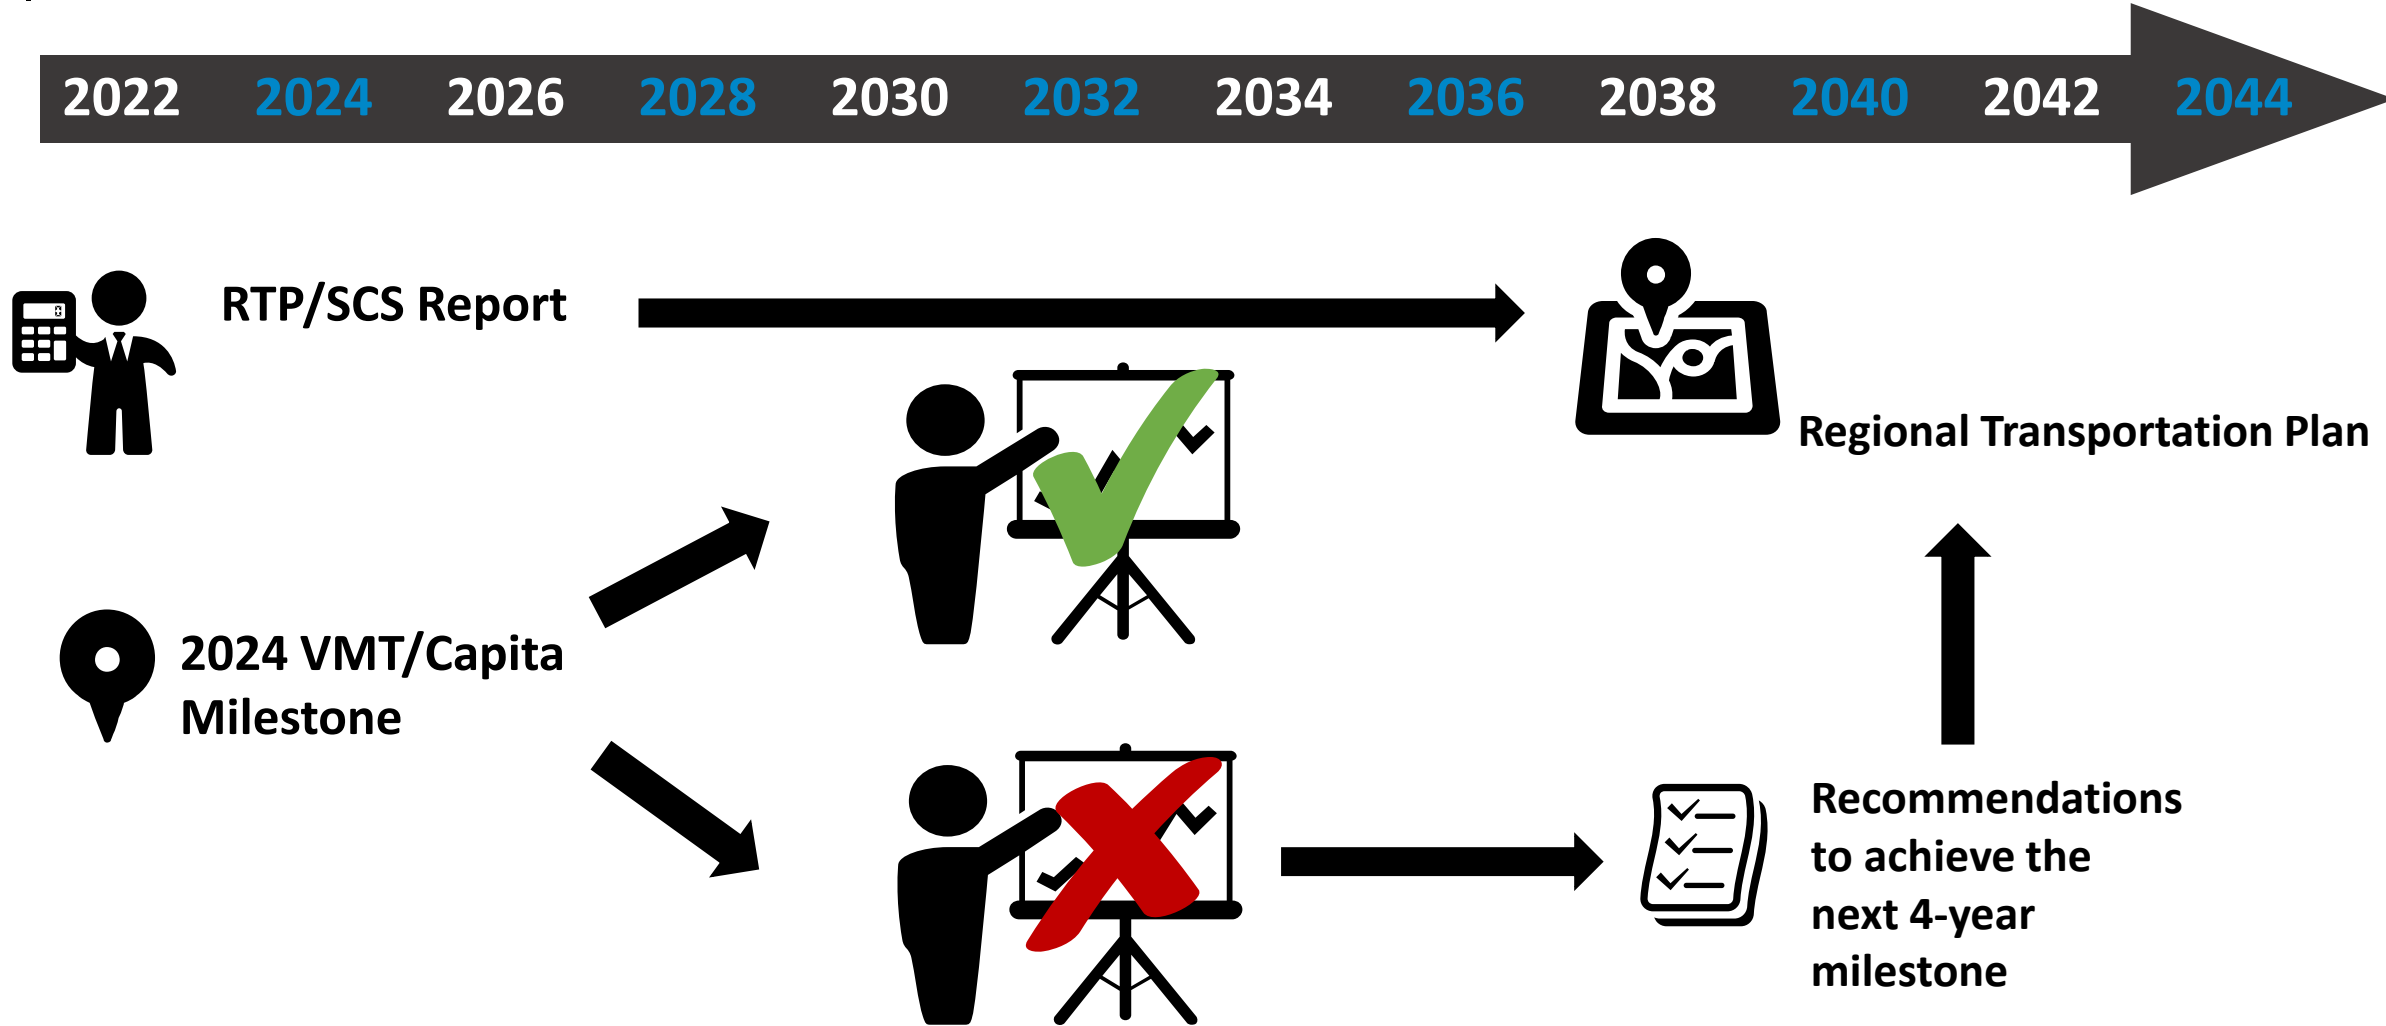 2022 2024 2026 2028 2030 2032 2034 2036 2038 2040 2042 2044
RTP/SCS Report
Regional Transportation Plan
2024 VMT/Capita
Milestone
Recommendations
to achieve the
next 4-year
milestone